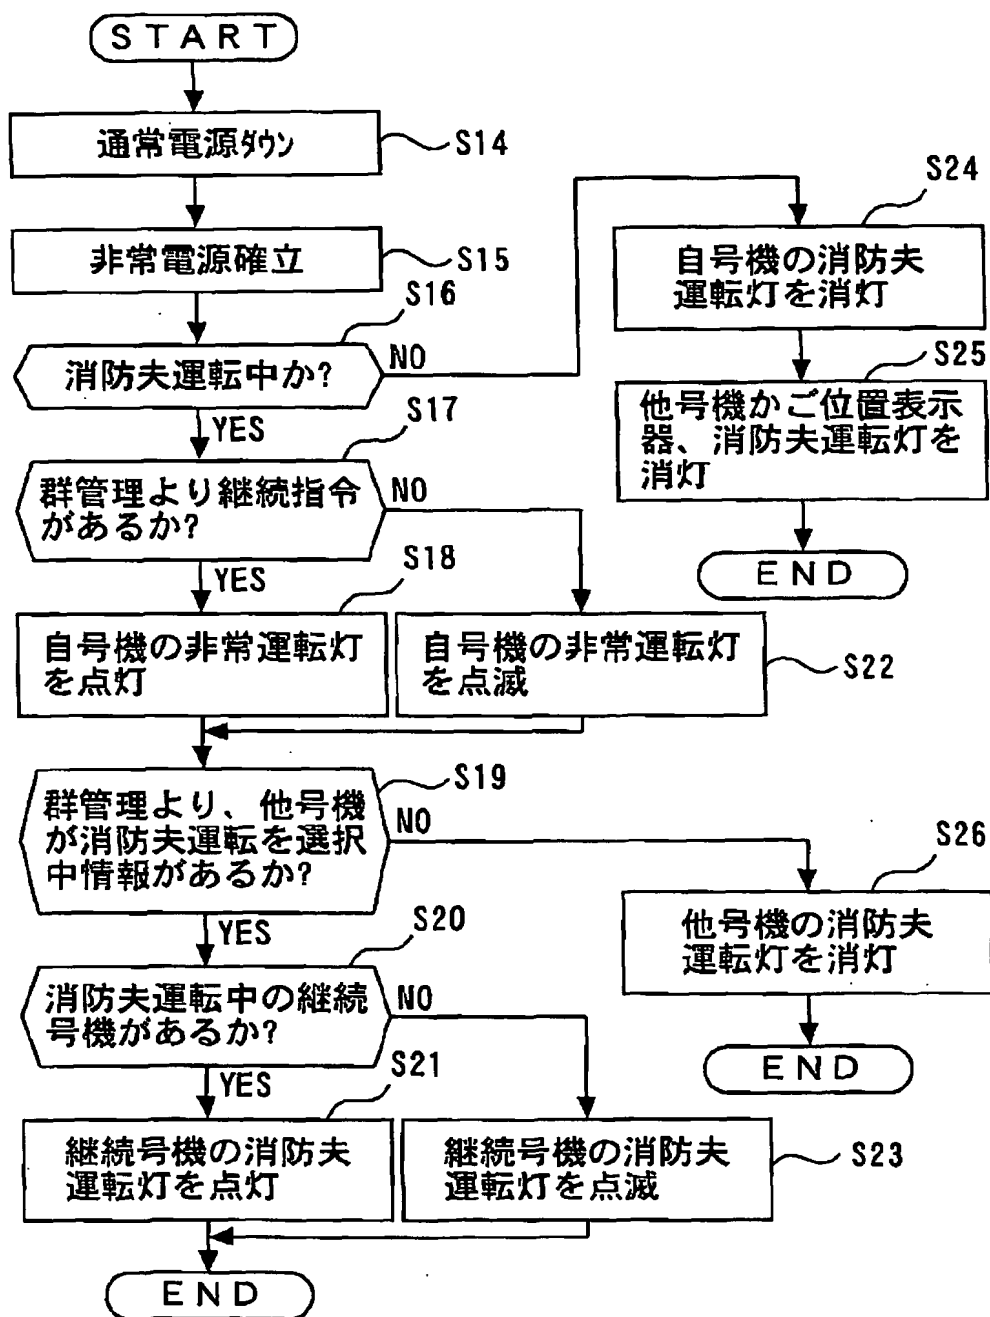 START
通常電源ダウン
S14
非常電源確立
S15
S16
消防夫運転中か?
NO
YES
S17
群管理より継続指令
があるか?
NO
YES
S18
自号機の非常運転灯
を点灯
自号機の非常運転灯
を点滅
S22
S19
群管理より、他号機
が消防夫運転を選択
中情報があるか?
NO
YES
S20
消防夫運転中の継続
号機があるか?
NO
YES
S21
継続号機の消防夫
運転灯を点灯
継続号機の消防夫
運転灯を点滅
S23
END
S24
自号機の消防夫
運転灯を消灯
S25
他号機かご位置表示
器、消防夫運転灯を
消灯
END
S26
他号機の消防夫
運転灯を消灯
END